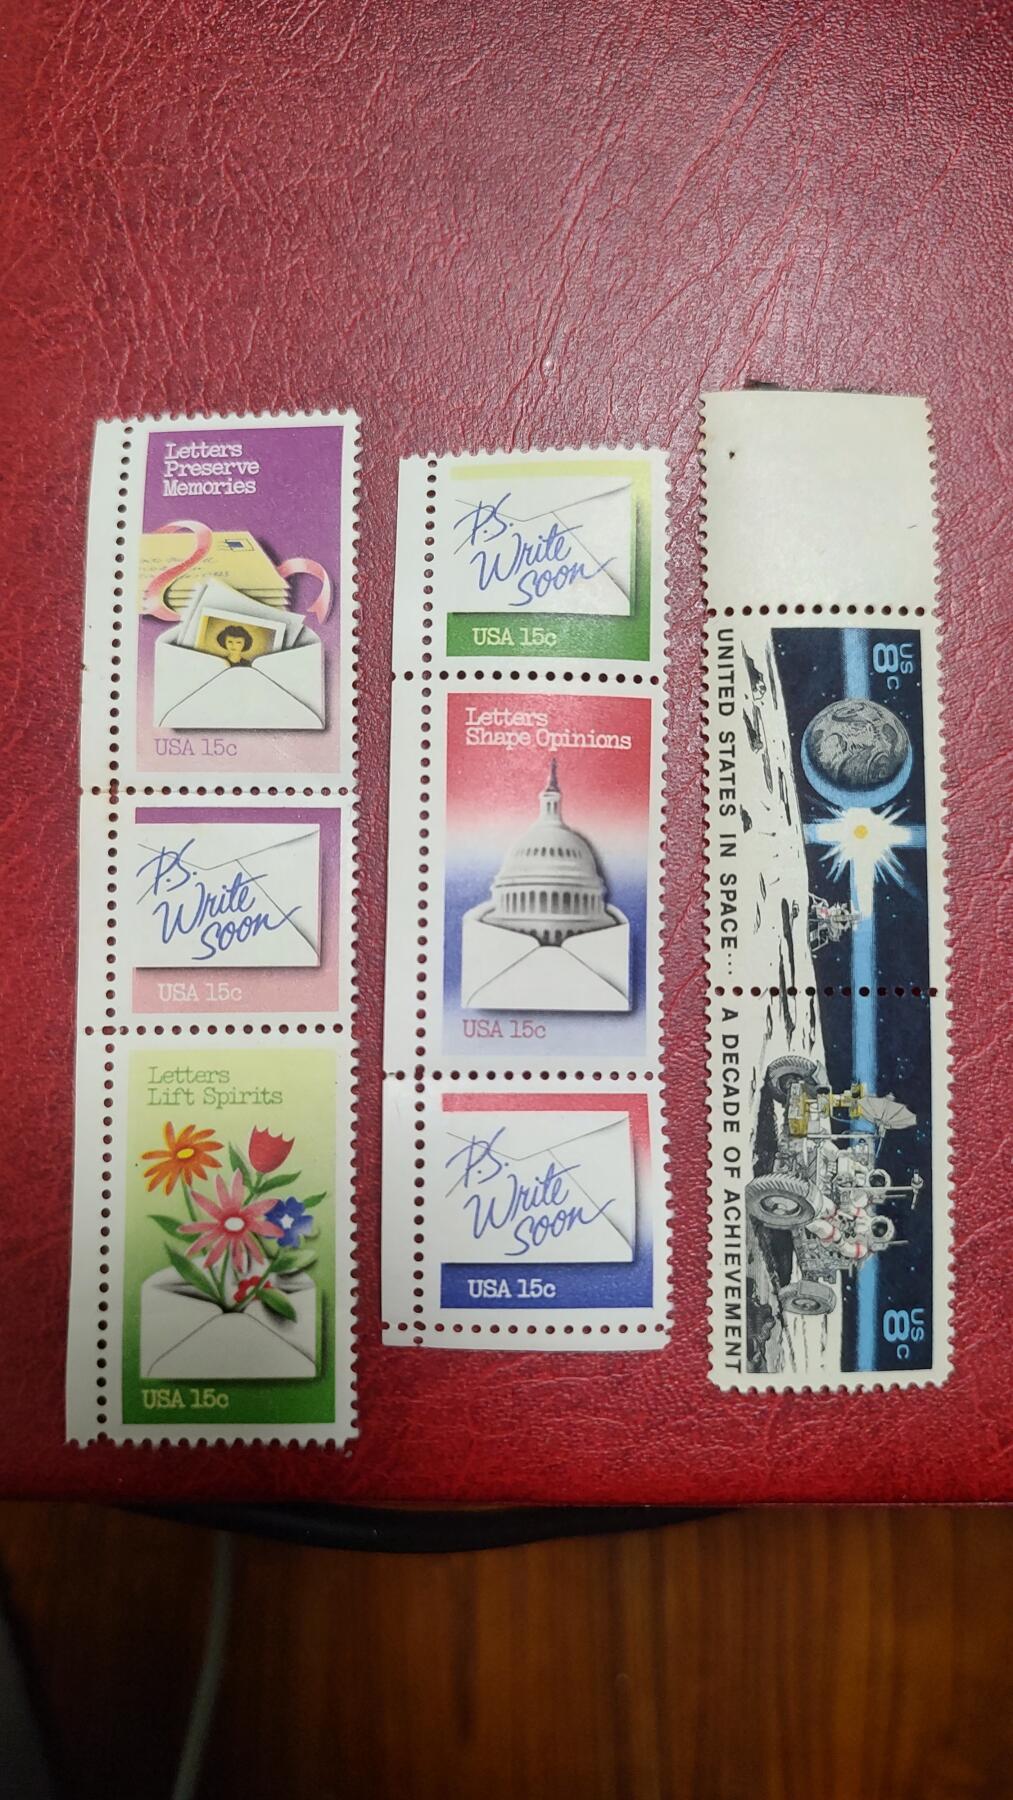 Letters
Preserve
Memories
USA 15c
P.S.
Write
Soon
USA 15c
Letters
Lift Spirits
USA 15c
P.S.
Write
Soon
USA 15c
Letters
Shape Opinions
USA 15c
P.S.
Write
Soon
USA 15c
US
8c
UNITED STATES IN SPACE... A DECADE OF ACHIEVEMENT
US
8c